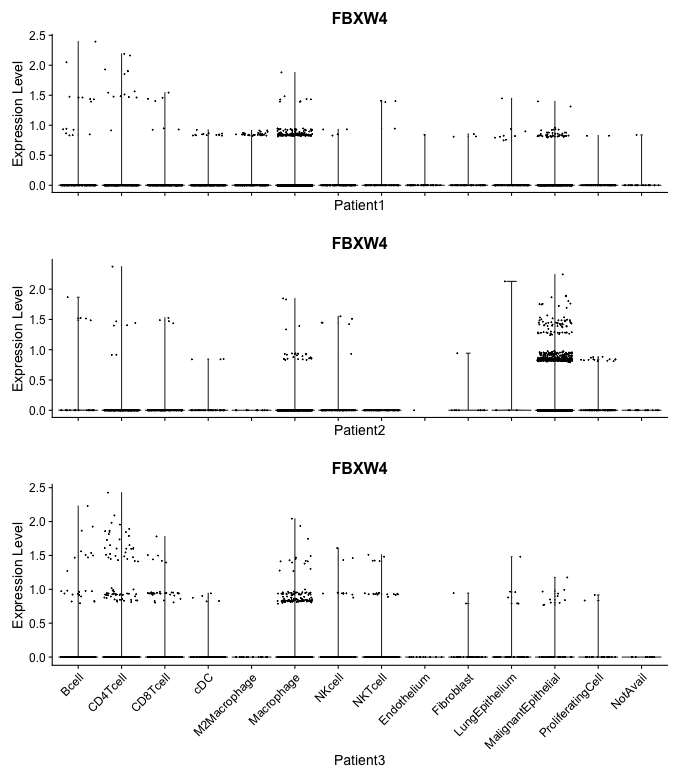 FBXW4
Expression Level
2.5
2.0
1.5
1.0
0.5
0.0
Patient1
FBXW4
Expression Level
2.0
1.5
1.0
0.5
0.0
Patient2
FBXW4
Expression Level
2.5
2.0
1.5
1.0
0.5
0.0
Bcell
CD4Tcell
CD8Tcell
cDC
M2Macrophage
Macrophage
NKcell
NKTcell
Endothelium
Fibroblast
LungEpithelium
MalignantEpithelial
ProliferatingCell
NotAvail
Patient3